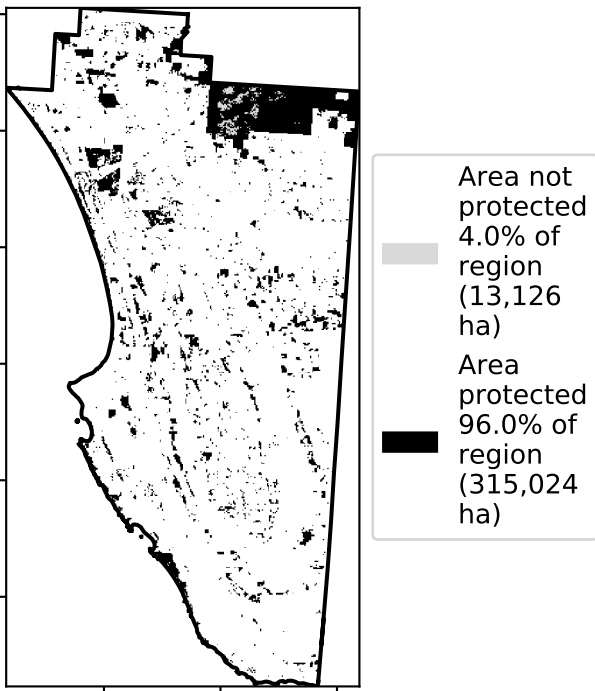 Area not
protected
4.0% of
region
(13,126
ha)
Area
protected
96.0% of
region
(315,024
ha)